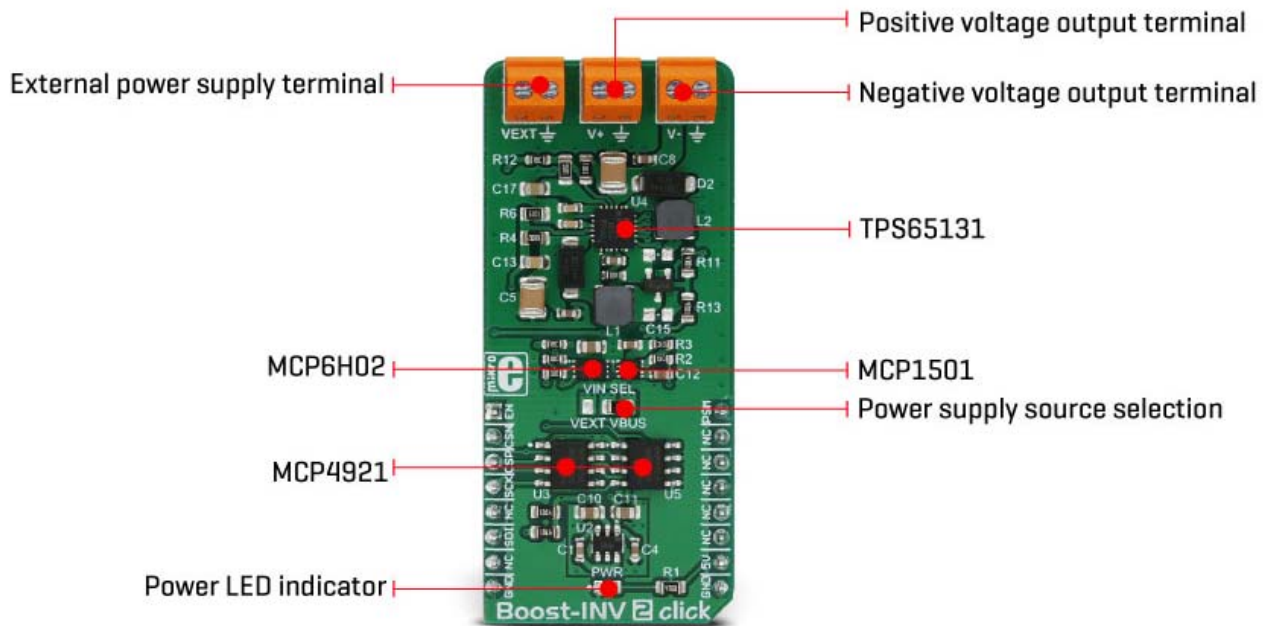 Positive voltage output terminal
External power supply terminal
Negative voltage output terminal
VEXT
V+
V-
R12
C8
C17
D2
U4
R6
L2
TPS65131
R4
C13
R11
C5
R13
L1
C15
R3
MCP6H02
R2
MCP1501
C12
mikro
e
VIN SEL
Power supply source selection
VEXT VBUS
EN
PSM
CSN
NC
CSP
NC
MCP4921
SCK
NC
U3
C10
C11
U5
NC
NC
U2
SDI
NC
C1
C4
NC
5V
PWR
R1
Power LED indicator
GND
GND
Boost-INV 2 click